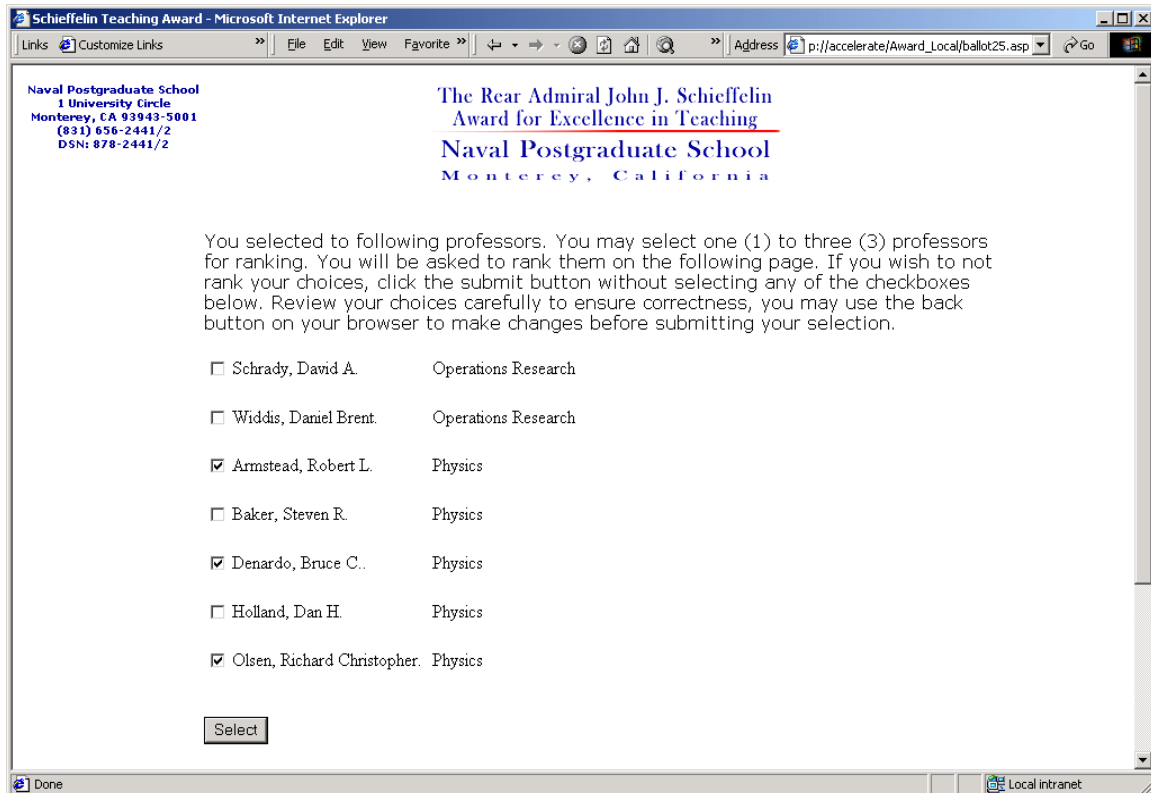 Schieffelin Teaching Award - Microsoft Internet Explorer
Links Customize Links » File Edit View Favorite » » Address p://accelerate/Award_Local/ballot25.asp Go
Naval Postgraduate School
1 University Circle
Monterey, CA 93943-5001
(831) 656-2441/2
DSN: 878-2441/2
The Rear Admiral John J. Schieffelin
Award for Excellence in Teaching
Naval Postgraduate School
Monterey, California
You selected to following professors. You may select one (1) to three (3) professors
for ranking. You will be asked to rank them on the following page. If you wish to not
rank your choices, click the submit button without selecting any of the checkboxes
below. Review your choices carefully to ensure correctness, you may use the back
button on your browser to make changes before submitting your selection.
Schrady, David A. Operations Research
Widdis, Daniel Brent. Operations Research
Armstead, Robert L. Physics
Baker, Steven R. Physics
Denardo, Bruce C.. Physics
Holland, Dan H. Physics
Olsen, Richard Christopher. Physics
Select
Done Local intranet